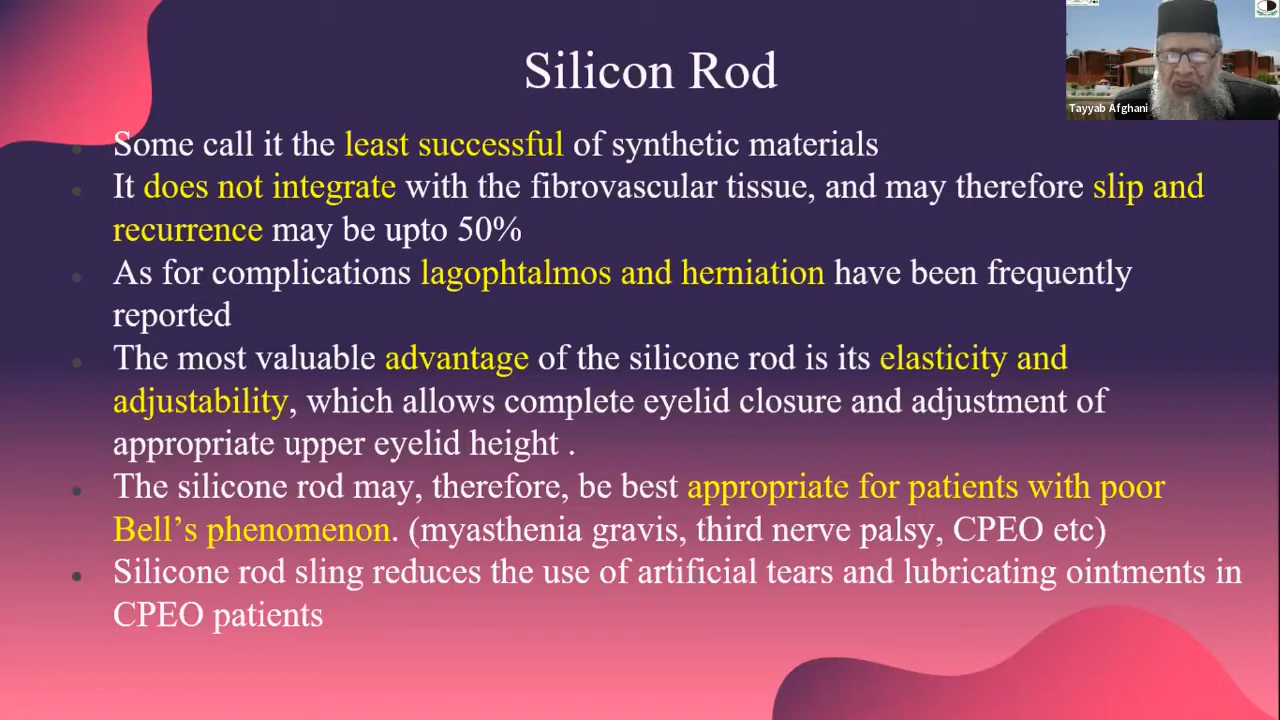 Silicon Rod
Tayyab Afghani
Some call it the least successful of synthetic materials
It does not integrate with the fibrovascular tissue, and may therefore slip and
recurrence may be upto 50%
As for complications lagophtalmos and herniation have been frequently
reported
The most valuable advantage of the silicone rod is its elasticity and
adjustability, which allows complete eyelid closure and adjustment of
appropriate upper eyelid height .
The silicone rod may, therefore, be best appropriate for patients with poor
Bell’s phenomenon. (myasthenia gravis, third nerve palsy, CPEO etc)
Silicone rod sling reduces the use of artificial tears and lubricating ointments in
CPEO patients